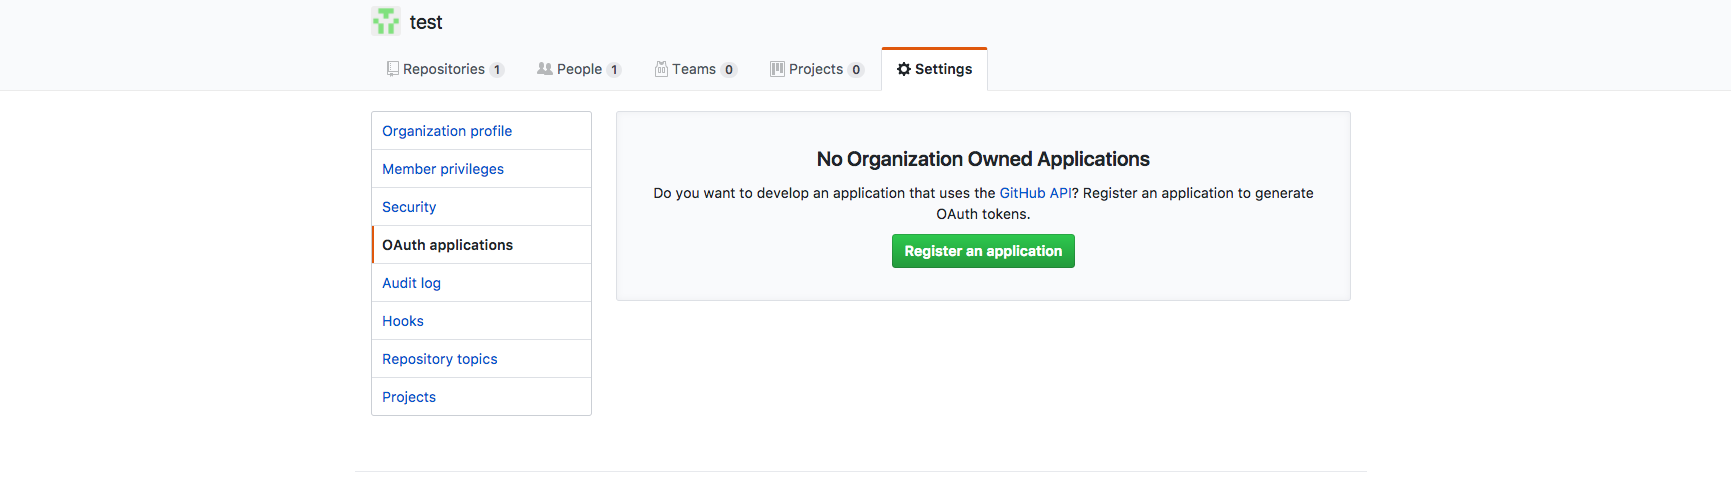 test
Repositories 1 People 1 Teams 0 Projects 0 Settings
Organization profile
Member privileges
Security
OAuth applications
Audit log
Hooks
Repository topics
Projects
No Organization Owned Applications
Do you want to develop an application that uses the GitHub API? Register an application to generate
OAuth tokens.
Register an application